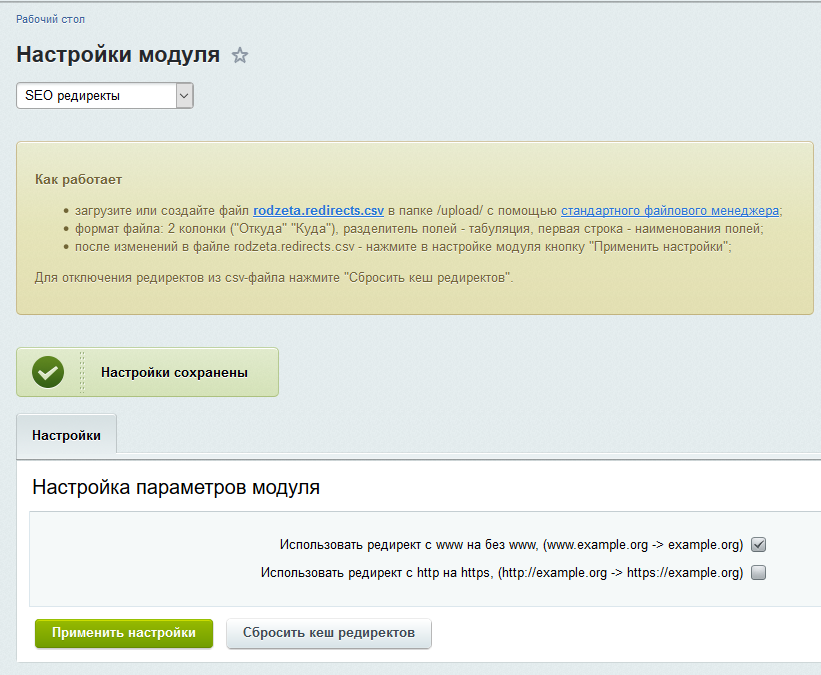 Рабочий стол
Настройки модуля
SEO редиректы
Как работает
загрузите или создайте файл rodzeta.redirects.csv в папке /upload/ с помощью стандартного файлового менеджера;
формат файла: 2 колонки ("Откуда" "Куда"), разделитель полей - табуляция, первая строка - наименования полей;
после изменений в файле rodzeta.redirects.csv - нажмите в настройке модуля кнопку "Применить настройки";
Для отключения редиректов из csv-файла нажмите "Сбросить кеш редиректов".
Настройки сохранены
Настройки
Настройка параметров модуля
Использовать редирект с www на без www, (www.example.org -> example.org)
Использовать редирект с http на https, (http://example.org -> https://example.org)
Применить настройки
Сбросить кеш редиректов